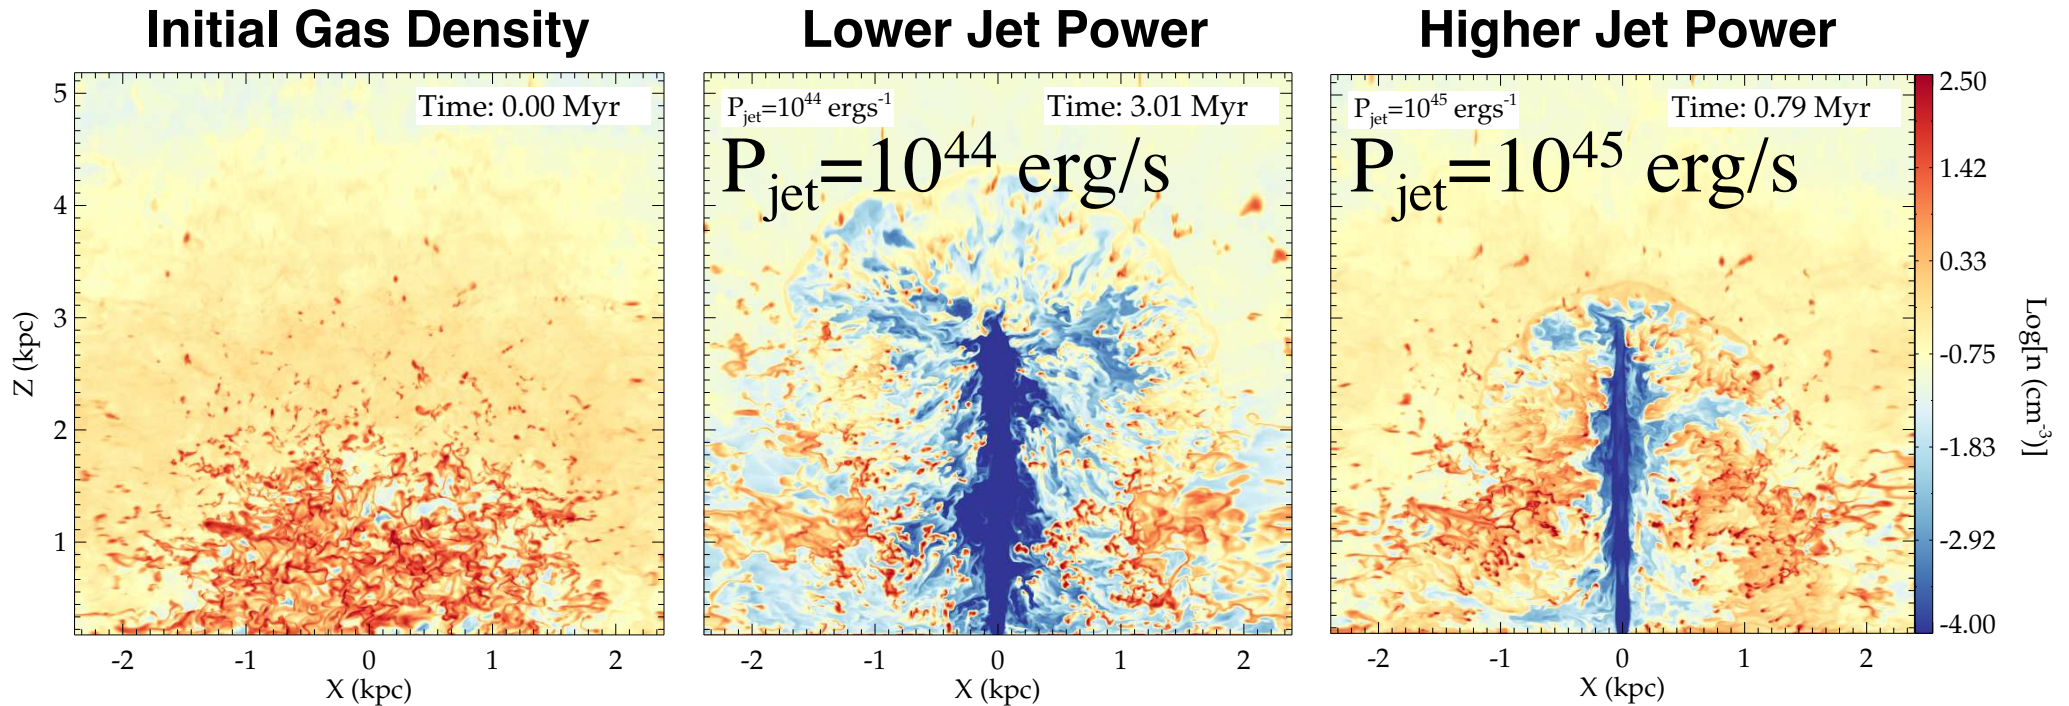 Initial Gas Density
Lower Jet Power
Higher Jet Power
Time: 0.00 Myr
P_jet=10^44 ergs^-1
Time: 3.01 Myr
P_jet=10^44 erg/s
P_jet=10^45 ergs^-1
Time: 0.79 Myr
P_jet=10^45 erg/s
5
4
3
2
1
Z (kpc)
-2 -1 0 1 2
X (kpc)
-2 -1 0 1 2
X (kpc)
-2 -1 0 1 2
X (kpc)
2.50
1.42
0.33
-0.75
-1.83
-2.92
-4.00
Log[n (cm^-3)]